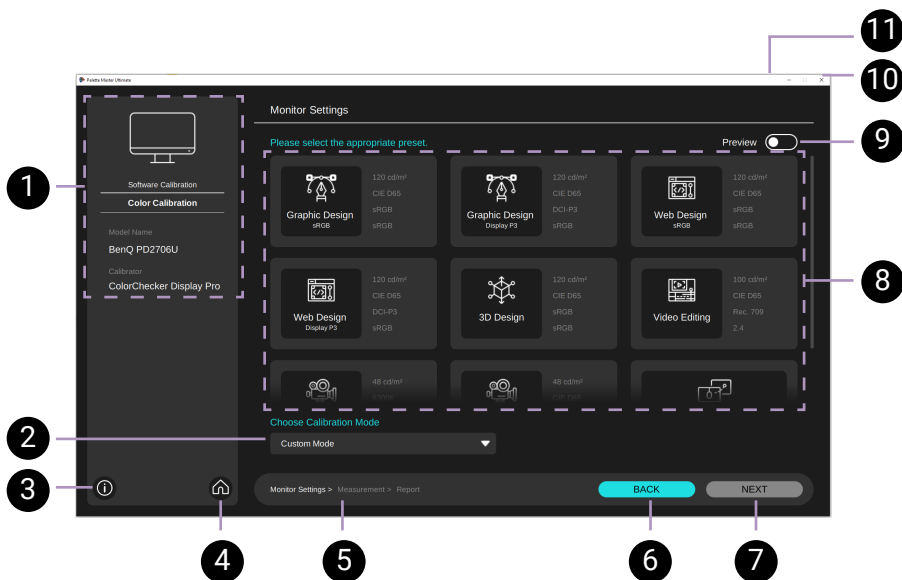 11
Palette Master Ultimate
10
Monitor Settings
Please select the appropriate preset.
Preview
9
1
Software Calibration
Color Calibration
Model Name
BenQ PD2706U
Calibrator
ColorChecker Display Pro
Graphic Design
sRGB
120 cd/m²
CIE D65
sRGB
sRGB
Graphic Design
Display P3
120 cd/m²
CIE D65
DCI-P3
sRGB
Web Design
sRGB
120 cd/m²
CIE D65
sRGB
sRGB
8
Web Design
Display P3
120 cd/m²
CIE D65
DCI-P3
sRGB
3D Design
120 cd/m²
CIE D65
sRGB
sRGB
Video Editing
100 cd/m²
CIE D65
Rec. 709
2.4
48 cd/m²
48 cd/m²
CIE D65
Choose Calibration Mode
2
Custom Mode
3
Monitor Settings > Measurement > Report
BACK
NEXT
4
5
6
7